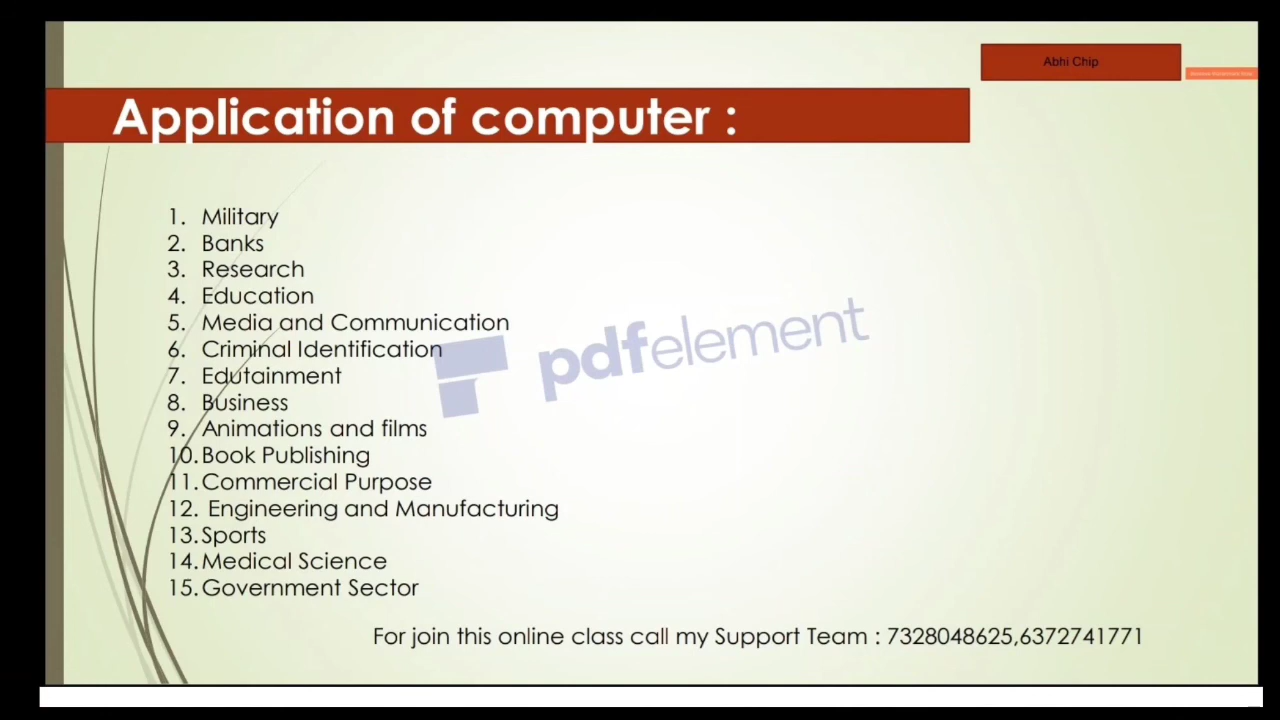 Abhi Chip
Application of computer :
1. Military
2. Banks
3. Research
4. Education
5. Media and Communication
6. Criminal Identification
7. Edutainment
8. Business
9. Animations and films
10. Book Publishing
11. Commercial Purpose
12. Engineering and Manufacturing
13. Sports
14. Medical Science
15. Government Sector
pdfelement
For join this online class call my Support Team : 7328048625,6372741771